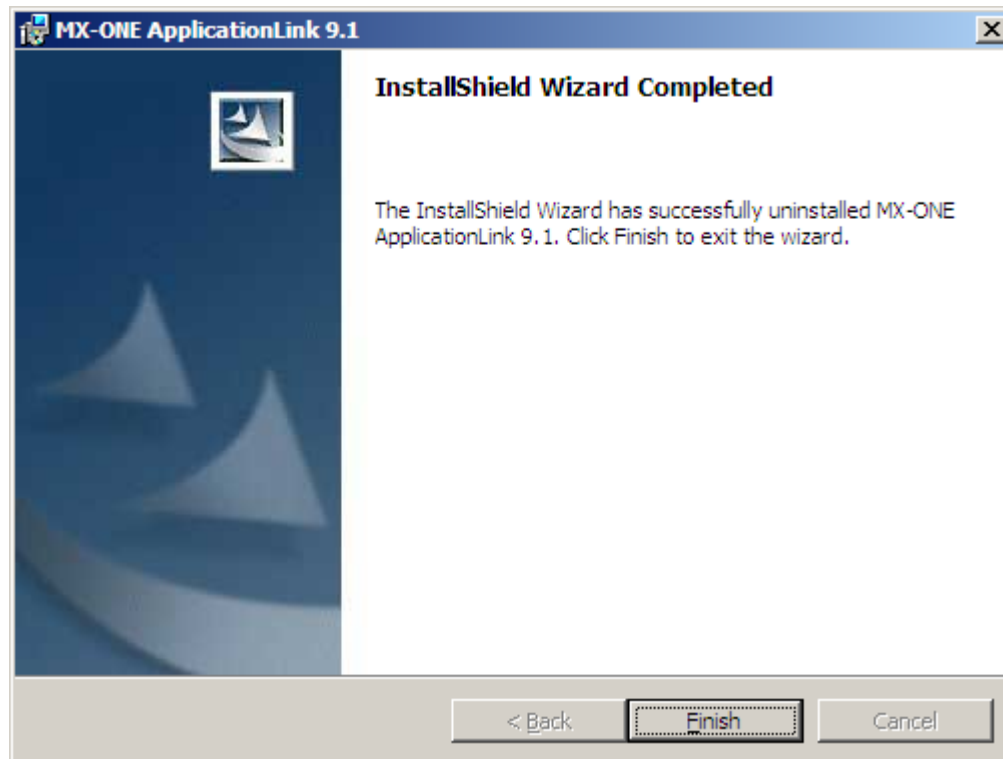 MX-ONE ApplicationLink 9.1
InstallShield Wizard Completed
The InstallShield Wizard has successfully uninstalled MX-ONE
ApplicationLink 9.1. Click Finish to exit the wizard.
< Back Finish Cancel